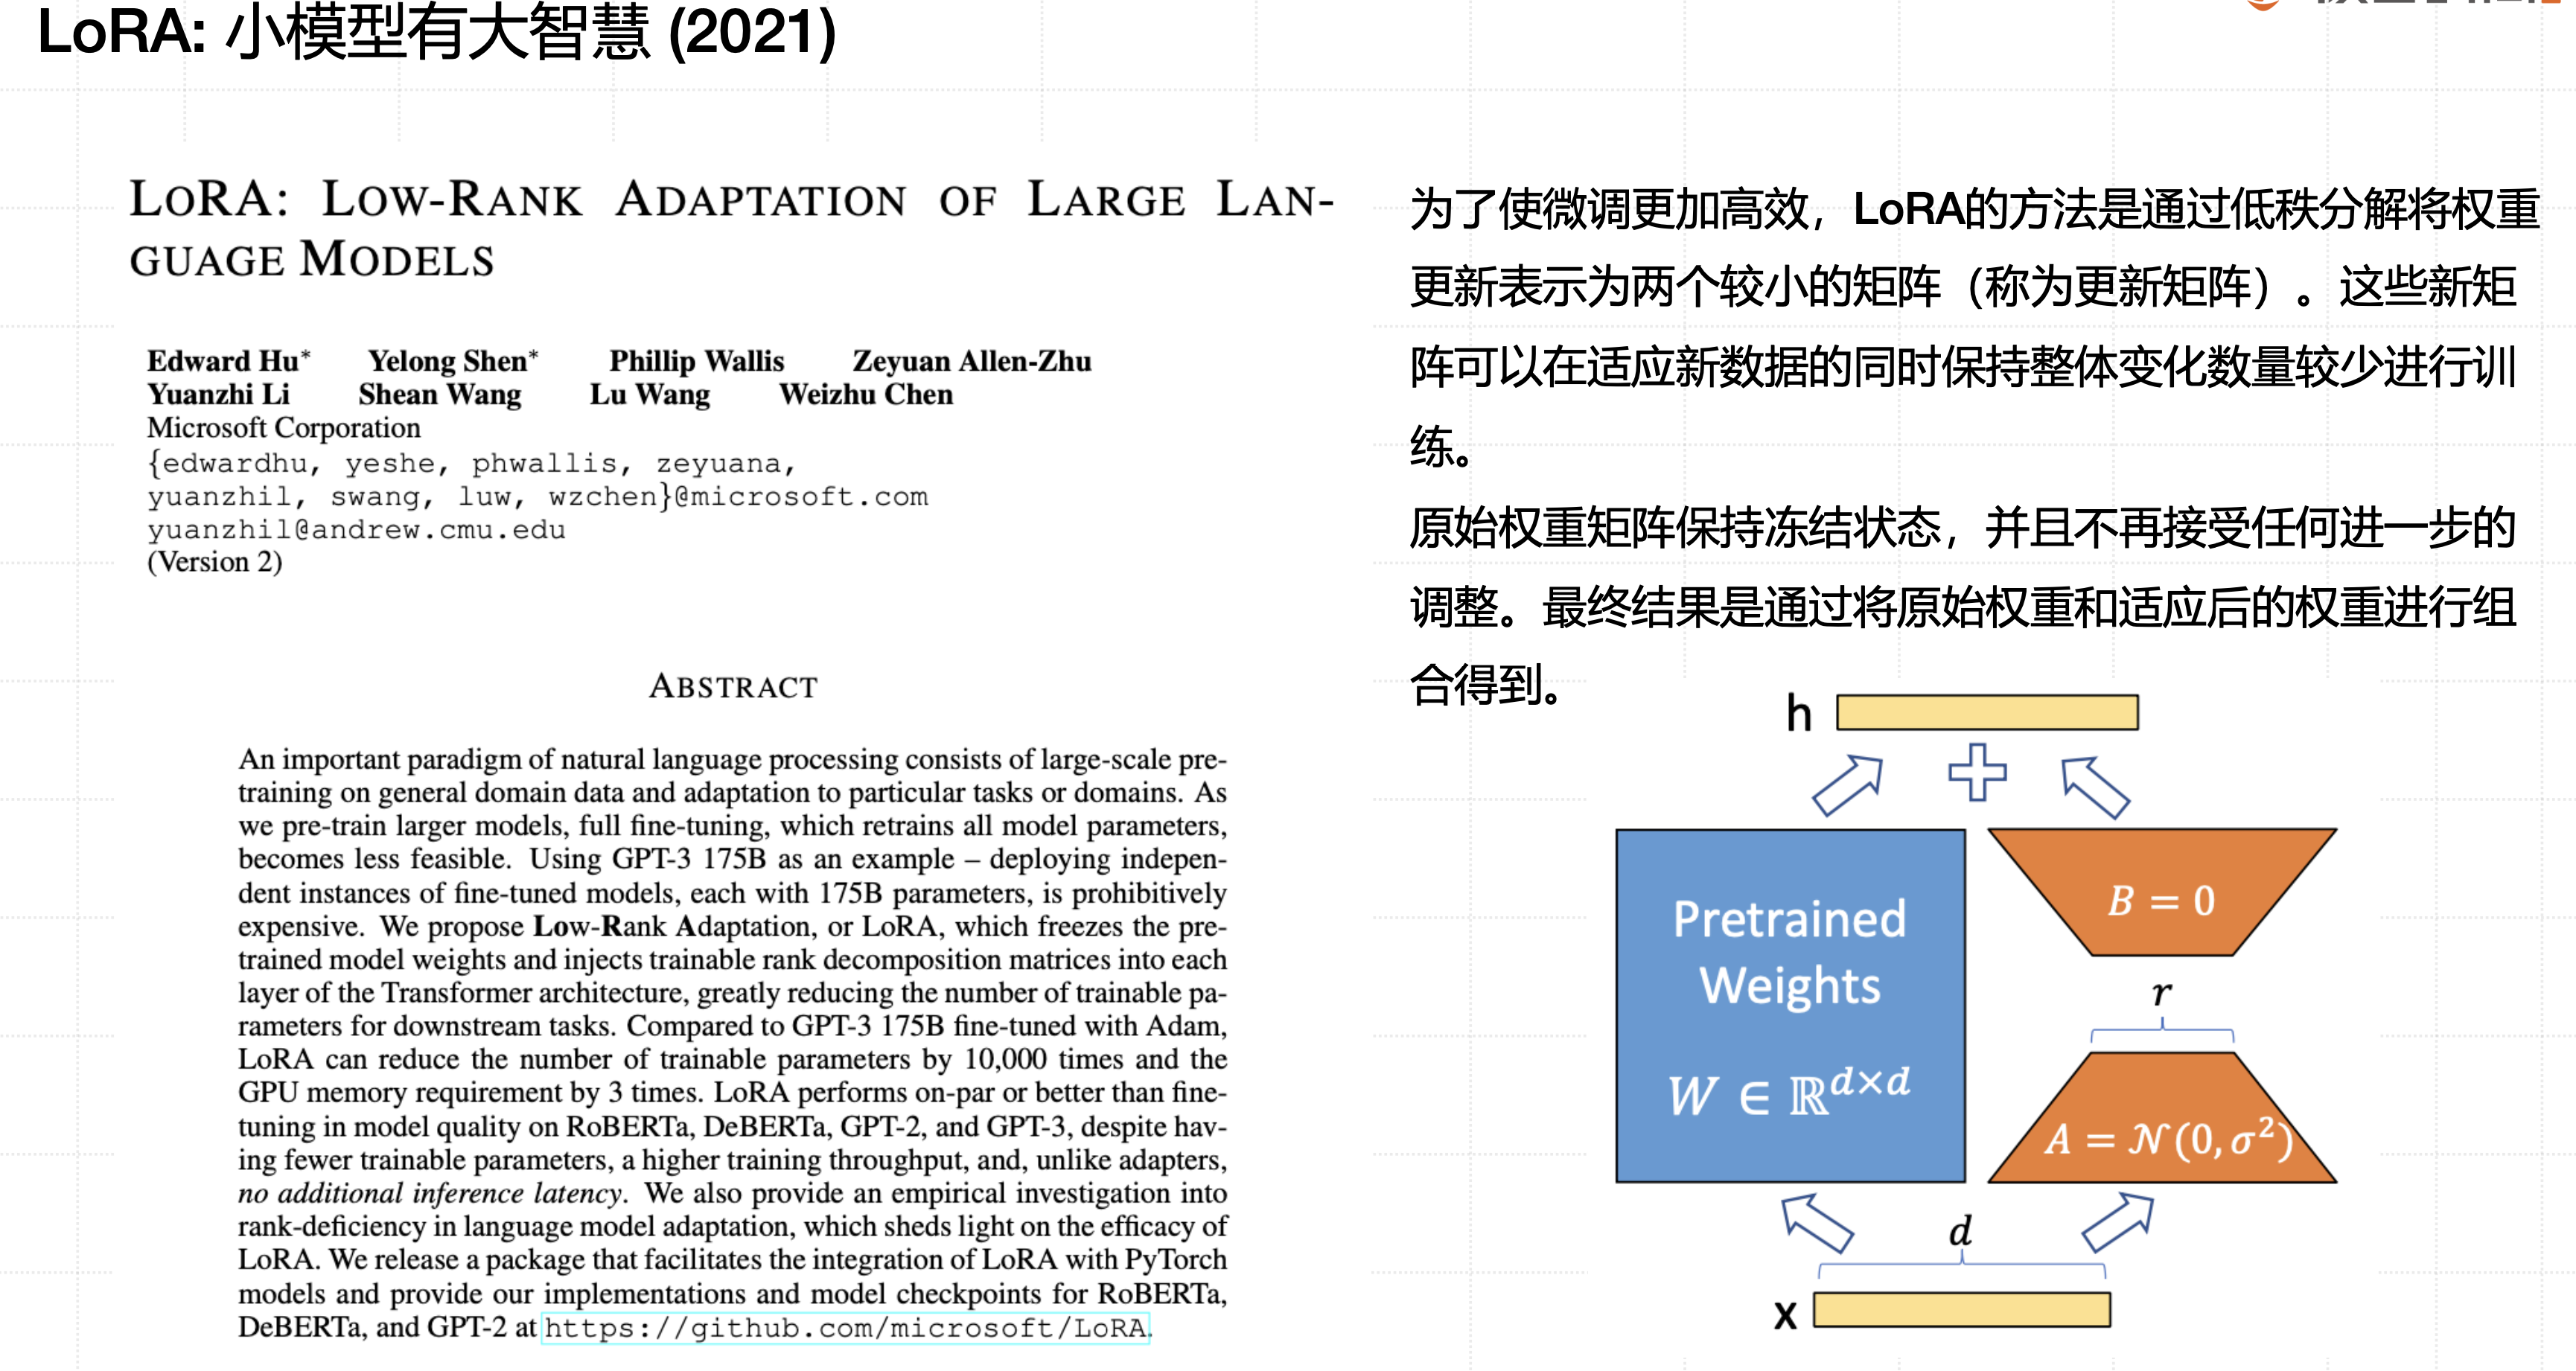 LoRA: 小模型有大智慧 (2021)
LORA: LOW-RANK ADAPTATION OF LARGE LAN-
GUAGE MODELS
Edward Hu* Yelong Shen* Phillip Wallis Zeyuan Allen-Zhu
Yuanzhi Li Shean Wang Lu Wang Weizhu Chen
Microsoft Corporation
{edwardhu, yeshe, phwallis, zeyuana,
yuanzhil, swang, luw, wzchen}@microsoft.com
yuanzhil@andrew.cmu.edu
(Version 2)
ABSTRACT
An important paradigm of natural language processing consists of large-scale pre-
training on general domain data and adaptation to particular tasks or domains. As
we pre-train larger models, full fine-tuning, which retrains all model parameters,
becomes less feasible. Using GPT-3 175B as an example – deploying indepen-
dent instances of fine-tuned models, each with 175B parameters, is prohibitively
expensive. We propose Low-Rank Adaptation, or LoRA, which freezes the pre-
trained model weights and injects trainable rank decomposition matrices into each
layer of the Transformer architecture, greatly reducing the number of trainable pa-
rameters for downstream tasks. Compared to GPT-3 175B fine-tuned with Adam,
LoRA can reduce the number of trainable parameters by 10,000 times and the
GPU memory requirement by 3 times. LoRA performs on-par or better than fine-
tuning in model quality on RoBERTa, DeBERTa, GPT-2, and GPT-3, despite hav-
ing fewer trainable parameters, a higher training throughput, and, unlike adapters,
no additional inference latency. We also provide an empirical investigation into
rank-deficiency in language model adaptation, which sheds light on the efficacy of
LoRA. We release a package that facilitates the integration of LoRA with PyTorch
models and provide our implementations and model checkpoints for RoBERTa,
DeBERTa, and GPT-2 at https://github.com/microsoft/LoRA.
为了使微调更加高效，LoRA的方法是通过低秩分解将权重
更新表示为两个较小的矩阵（称为更新矩阵）。这些新矩
阵可以在适应新数据的同时保持整体变化数量较少进行训
练。
原始权重矩阵保持冻结状态，并且不再接受任何进一步的
调整。最终结果是通过将原始权重和适应后的权重进行组
合得到。
h
Pretrained
Weights
W ∈ ℝ^{d×d}
B = 0
r
A = 𝒩(0, σ²)
d
x